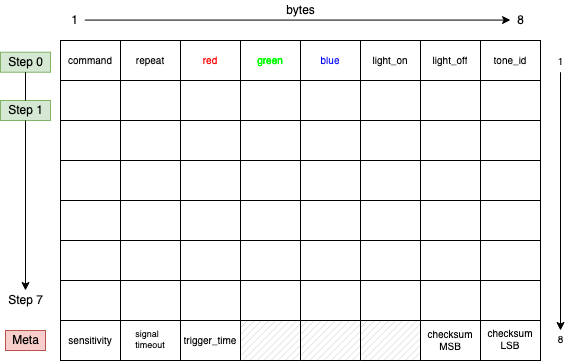 bytes
1 8
Step 0 command repeat red green blue light_on light_off tone_id 1
Step 1
Step 7
Meta sensitivity signal timeout trigger_time checksum MSB checksum LSB 8